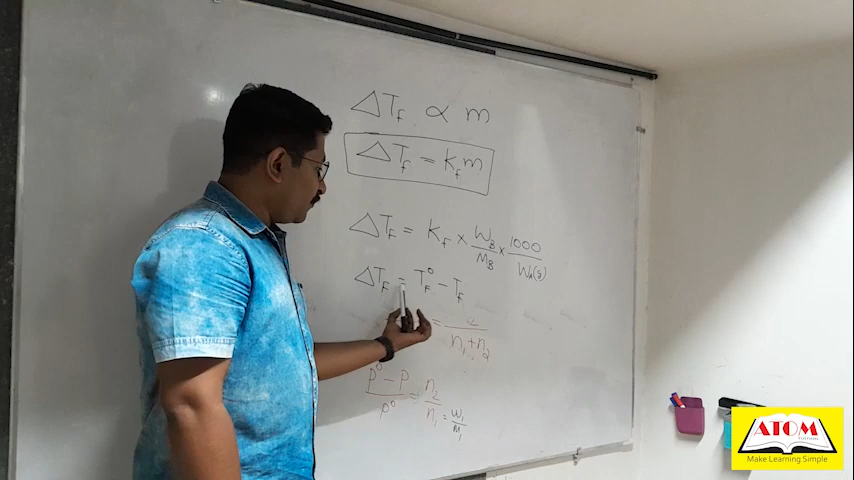 ΔTf ∝ m
ΔTf = Kf m
ΔTF = Kf × WB/MB × 1000/WA(g)
ΔTF = TF° − TF
= n1+n2
P° − P / P° = n2/n1 = W1/M1
ATOM
TUITION
Make Learning Simple